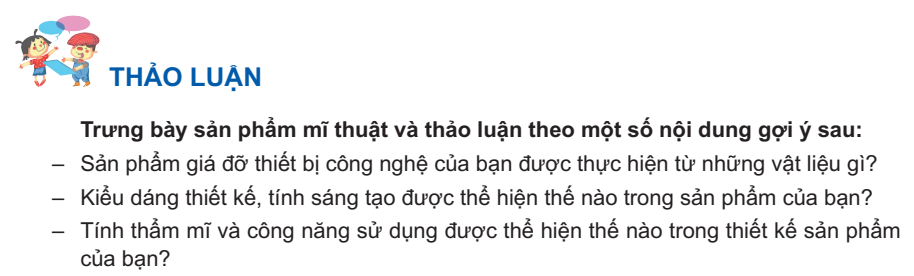 THẢO LUẬN
Trưng bày sản phẩm mĩ thuật và thảo luận theo một số nội dung gợi ý sau:
– Sản phẩm giá đỡ thiết bị công nghệ của bạn được thực hiện từ những vật liệu gì?
– Kiểu dáng thiết kế, tính sáng tạo được thể hiện thế nào trong sản phẩm của bạn?
– Tính thẩm mĩ và công năng sử dụng được thể hiện thế nào trong thiết kế sản phẩm
của bạn?